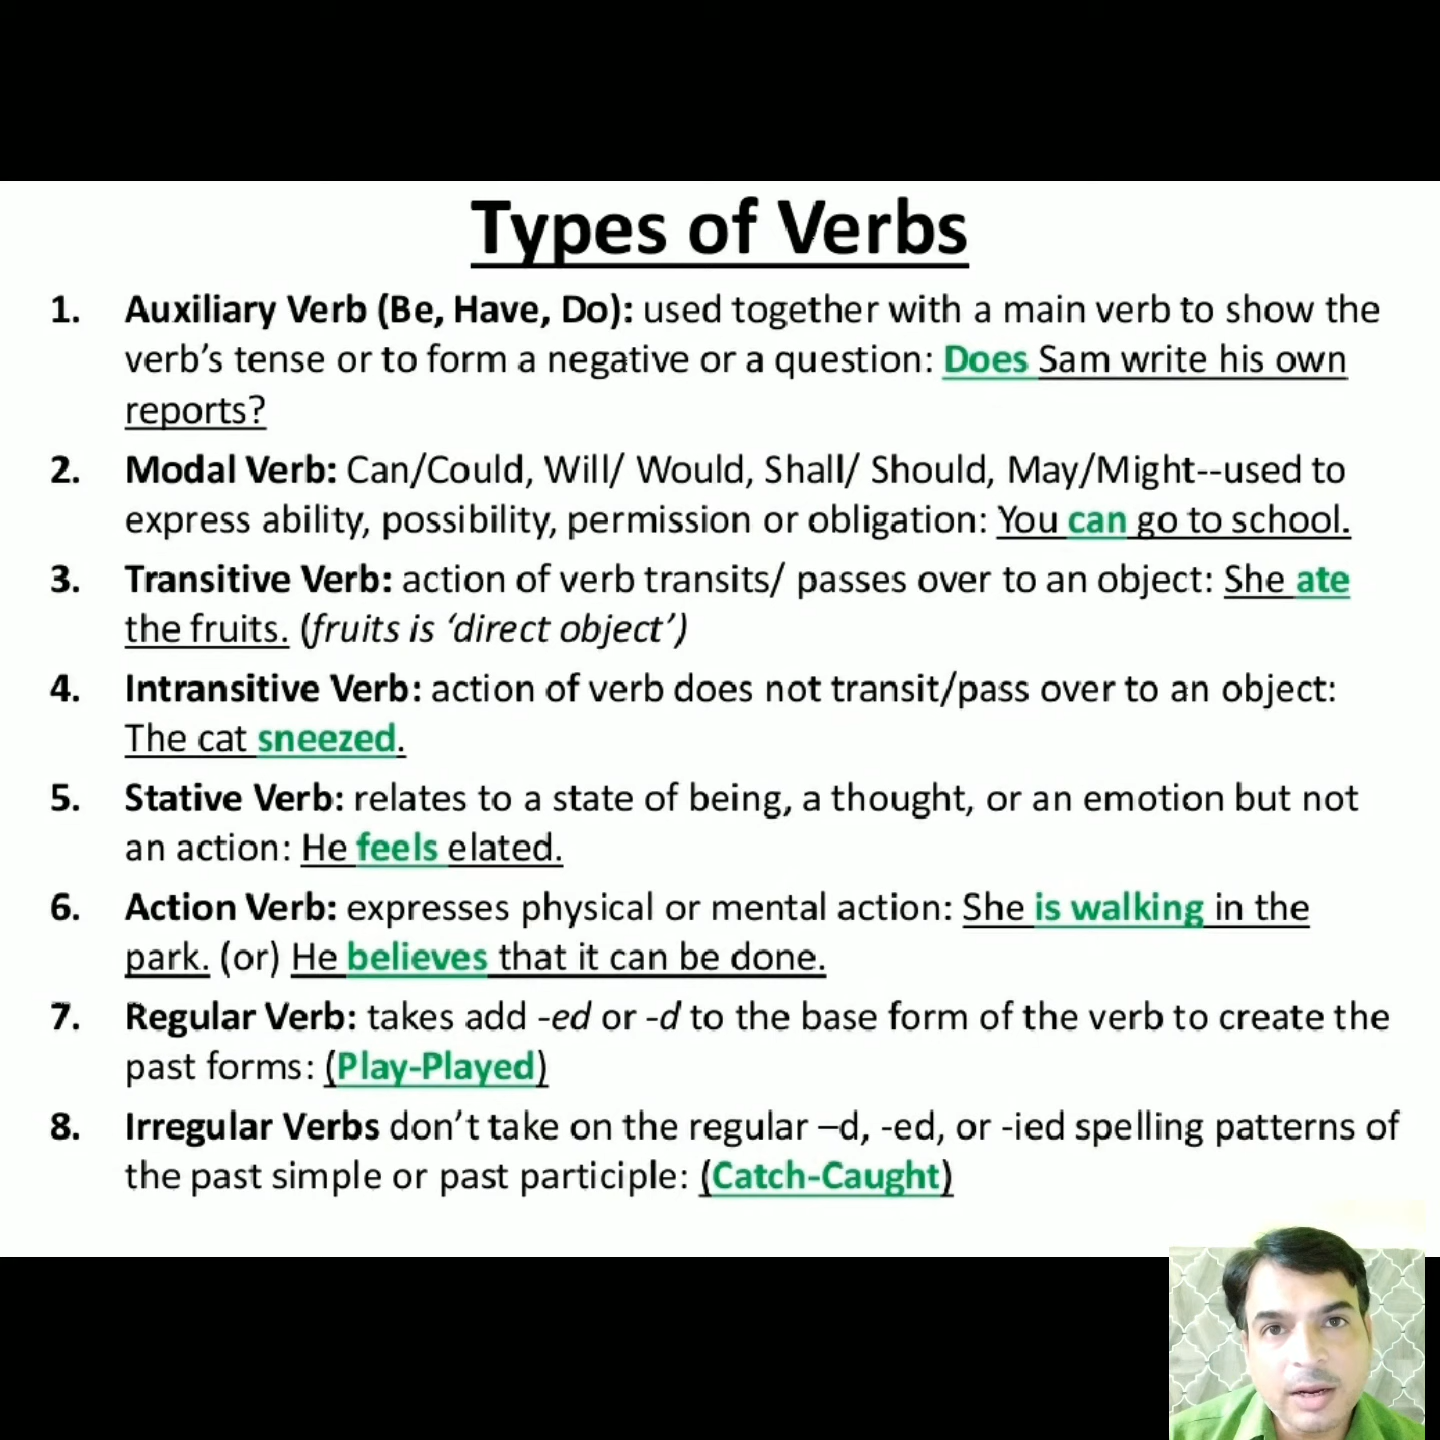 Types of Verbs
1. Auxiliary Verb (Be, Have, Do): used together with a main verb to show the
verb’s tense or to form a negative or a question: Does Sam write his own
reports?
2. Modal Verb: Can/Could, Will/ Would, Shall/ Should, May/Might--used to
express ability, possibility, permission or obligation: You can go to school.
3. Transitive Verb: action of verb transits/ passes over to an object: She ate
the fruits. (fruits is ‘direct object’)
4. Intransitive Verb: action of verb does not transit/pass over to an object:
The cat sneezed.
5. Stative Verb: relates to a state of being, a thought, or an emotion but not
an action: He feels elated.
6. Action Verb: expresses physical or mental action: She is walking in the
park. (or) He believes that it can be done.
7. Regular Verb: takes add -ed or -d to the base form of the verb to create the
past forms: (Play-Played)
8. Irregular Verbs don’t take on the regular –d, -ed, or -ied spelling patterns of
the past simple or past participle: (Catch-Caught)